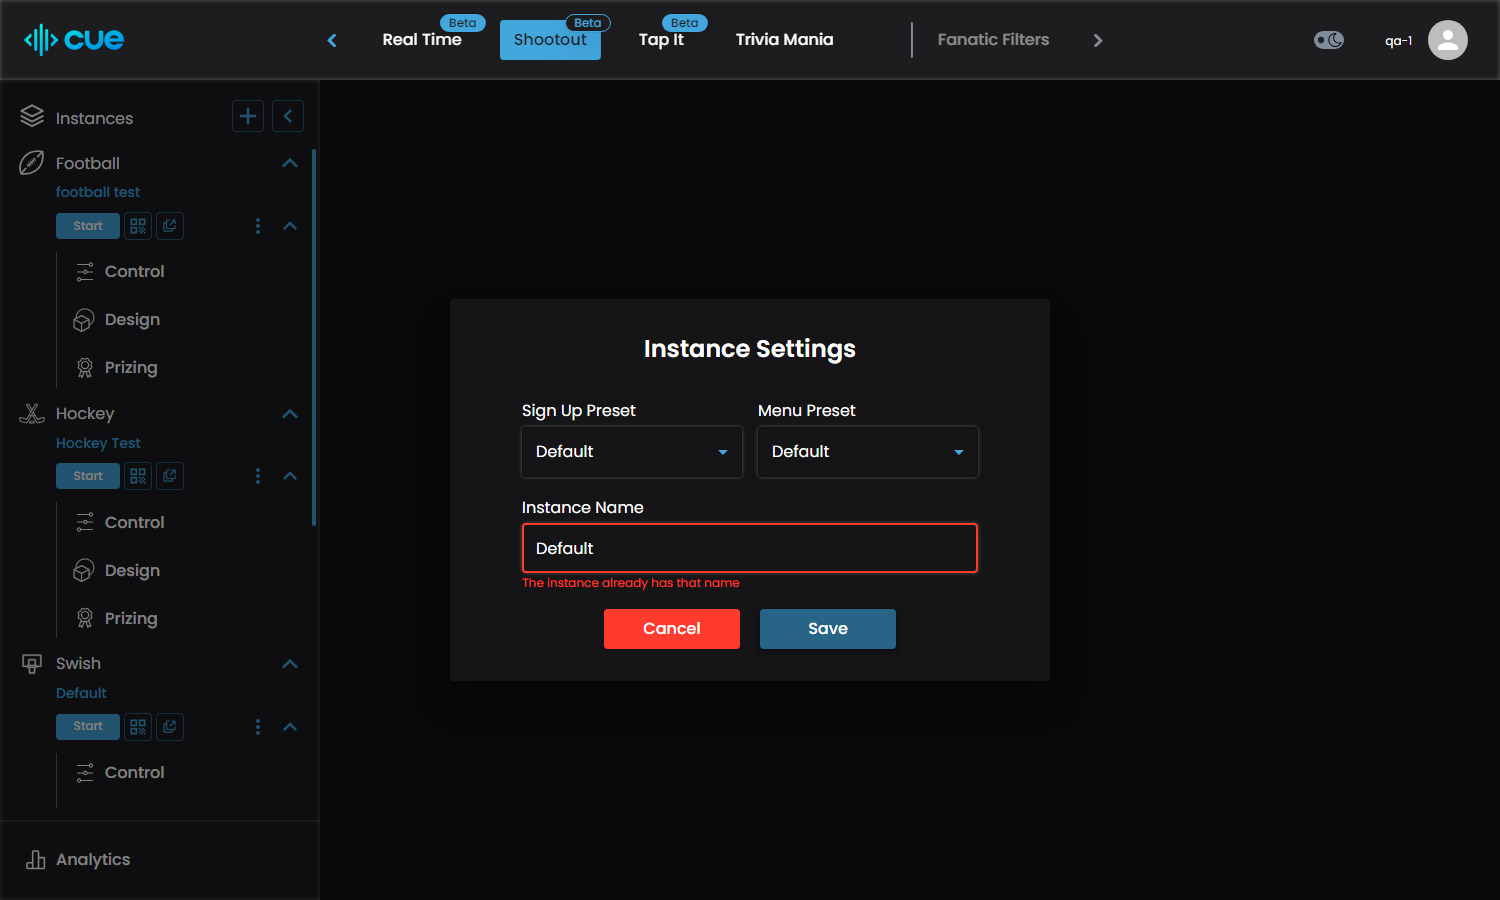 cue
Real Time
Beta
Shootout
Beta
Tap It
Beta
Trivia Mania
Fanatic Filters
qa-1
Instances
Football
football test
Start
Control
Design
Prizing
Hockey
Hockey Test
Start
Control
Design
Prizing
Swish
Default
Start
Control
Analytics
Instance Settings
Sign Up Preset
Menu Preset
Default
Default
Instance Name
Default
The instance already has that name
Cancel
Save